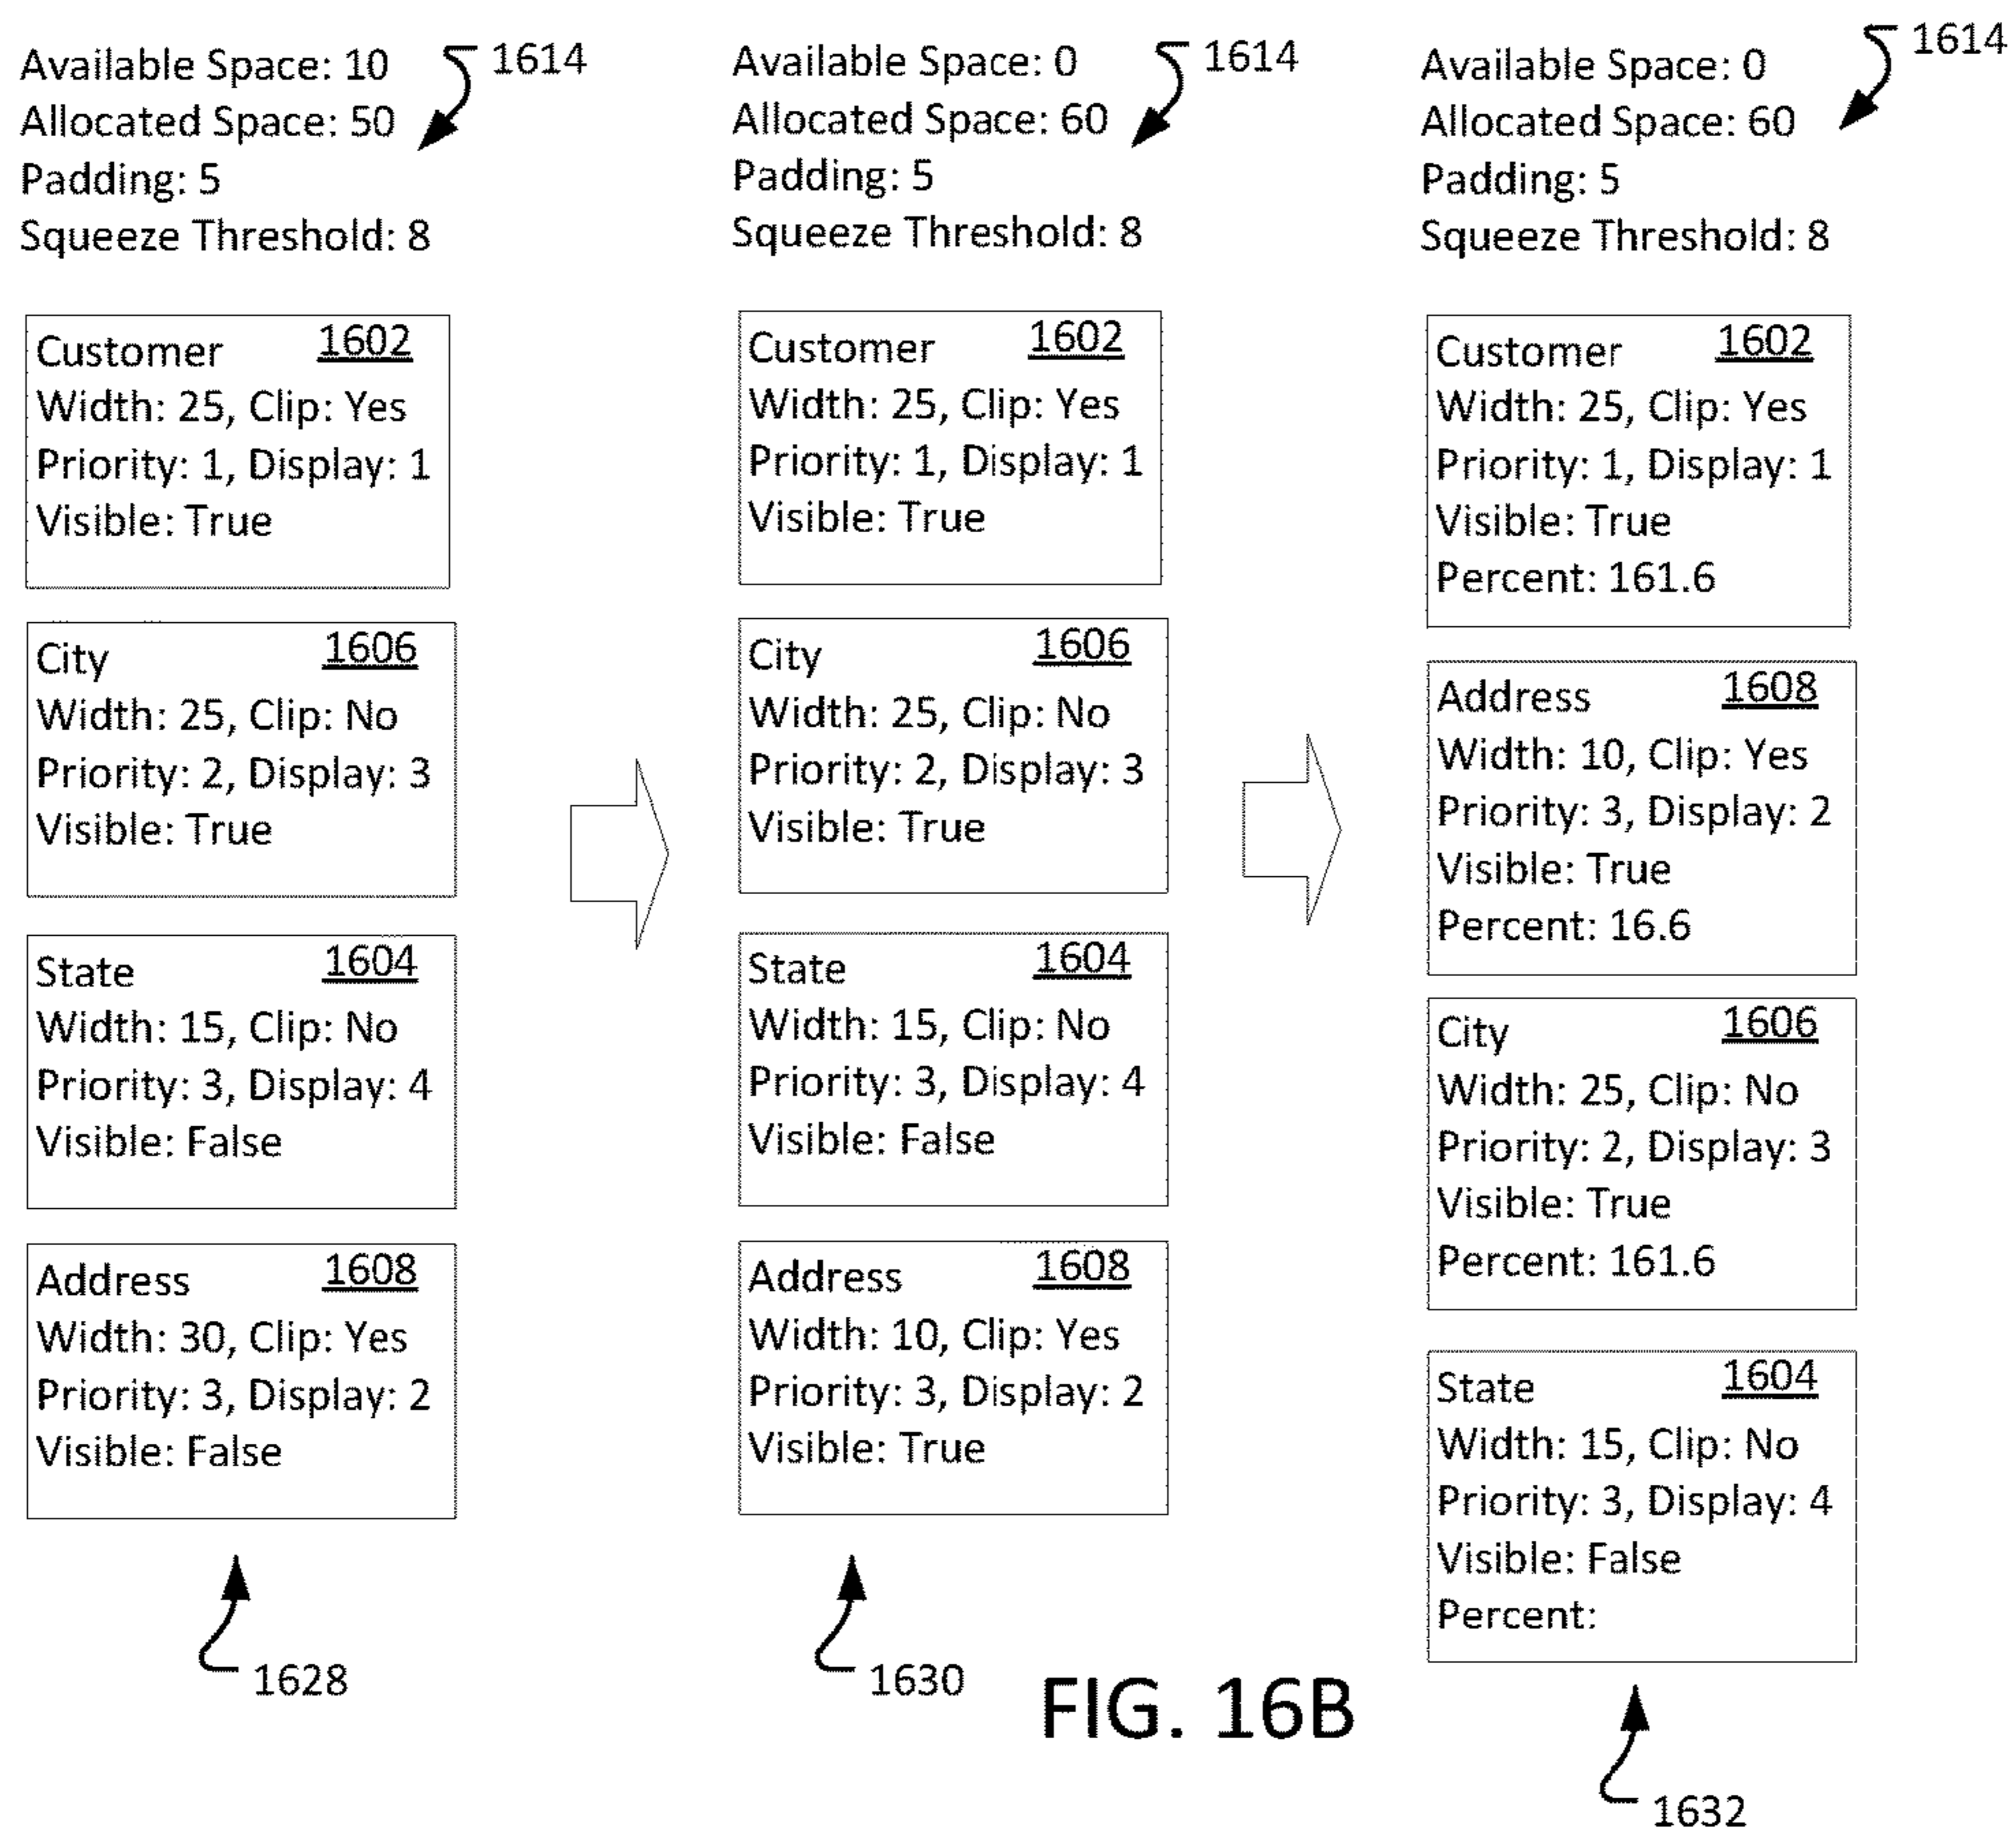 Available Space: 10
Allocated Space: 50
Padding: 5
Squeeze Threshold: 8
1614
Customer 1602
Width: 25, Clip: Yes
Priority: 1, Display: 1
Visible: True
City 1606
Width: 25, Clip: No
Priority: 2, Display: 3
Visible: True
State 1604
Width: 15, Clip: No
Priority: 3, Display: 4
Visible: False
Address 1608
Width: 30, Clip: Yes
Priority: 3, Display: 2
Visible: False
1628
Available Space: 0
Allocated Space: 60
Padding: 5
Squeeze Threshold: 8
1614
Customer 1602
Width: 25, Clip: Yes
Priority: 1, Display: 1
Visible: True
City 1606
Width: 25, Clip: No
Priority: 2, Display: 3
Visible: True
State 1604
Width: 15, Clip: No
Priority: 3, Display: 4
Visible: False
Address 1608
Width: 10, Clip: Yes
Priority: 3, Display: 2
Visible: True
1630
Available Space: 0
Allocated Space: 60
Padding: 5
Squeeze Threshold: 8
1614
Customer 1602
Width: 25, Clip: Yes
Priority: 1, Display: 1
Visible: True
Percent: 161.6
Address 1608
Width: 10, Clip: Yes
Priority: 3, Display: 2
Visible: True
Percent: 16.6
City 1606
Width: 25, Clip: No
Priority: 2, Display: 3
Visible: True
Percent: 161.6
State 1604
Width: 15, Clip: No
Priority: 3, Display: 4
Visible: False
Percent:
1632
FIG. 16B